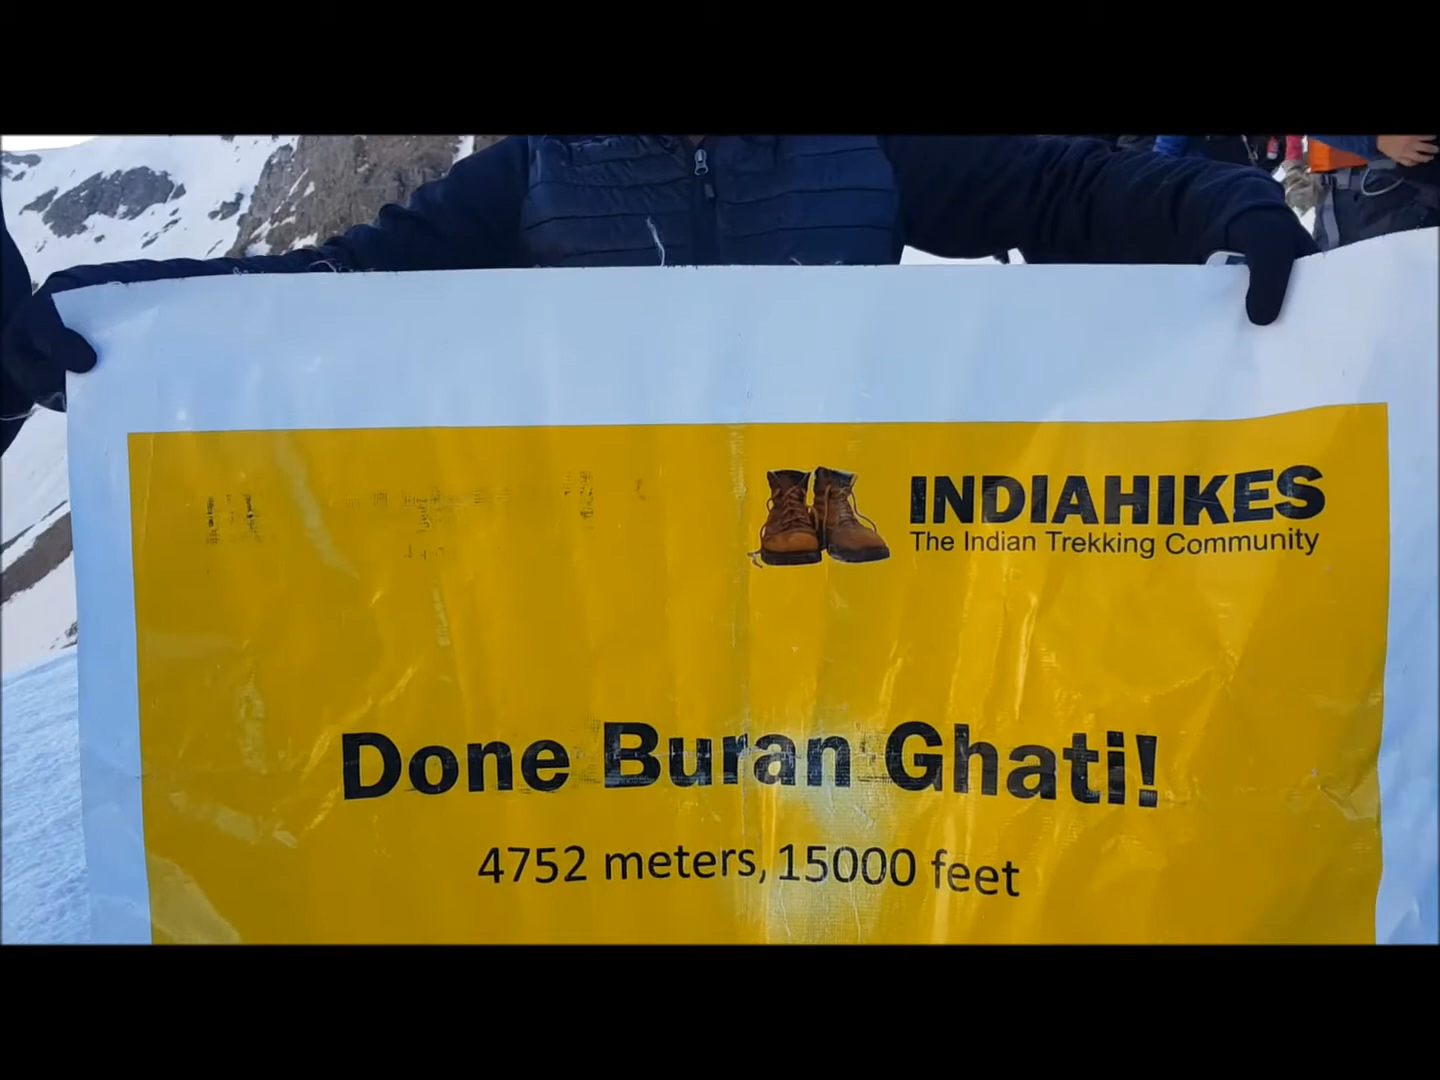 INDIAHIKES
The Indian Trekking Community
Done Buran Ghati!
4752 meters, 15000 feet